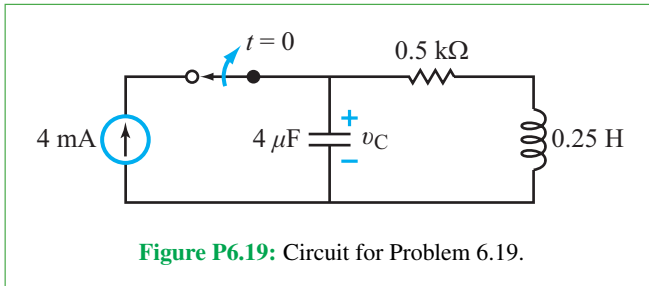 t = 0
0.5 kΩ
4 mA
4 μF
+
υC
−
0.25 H
Figure P6.19: Circuit for Problem 6.19.